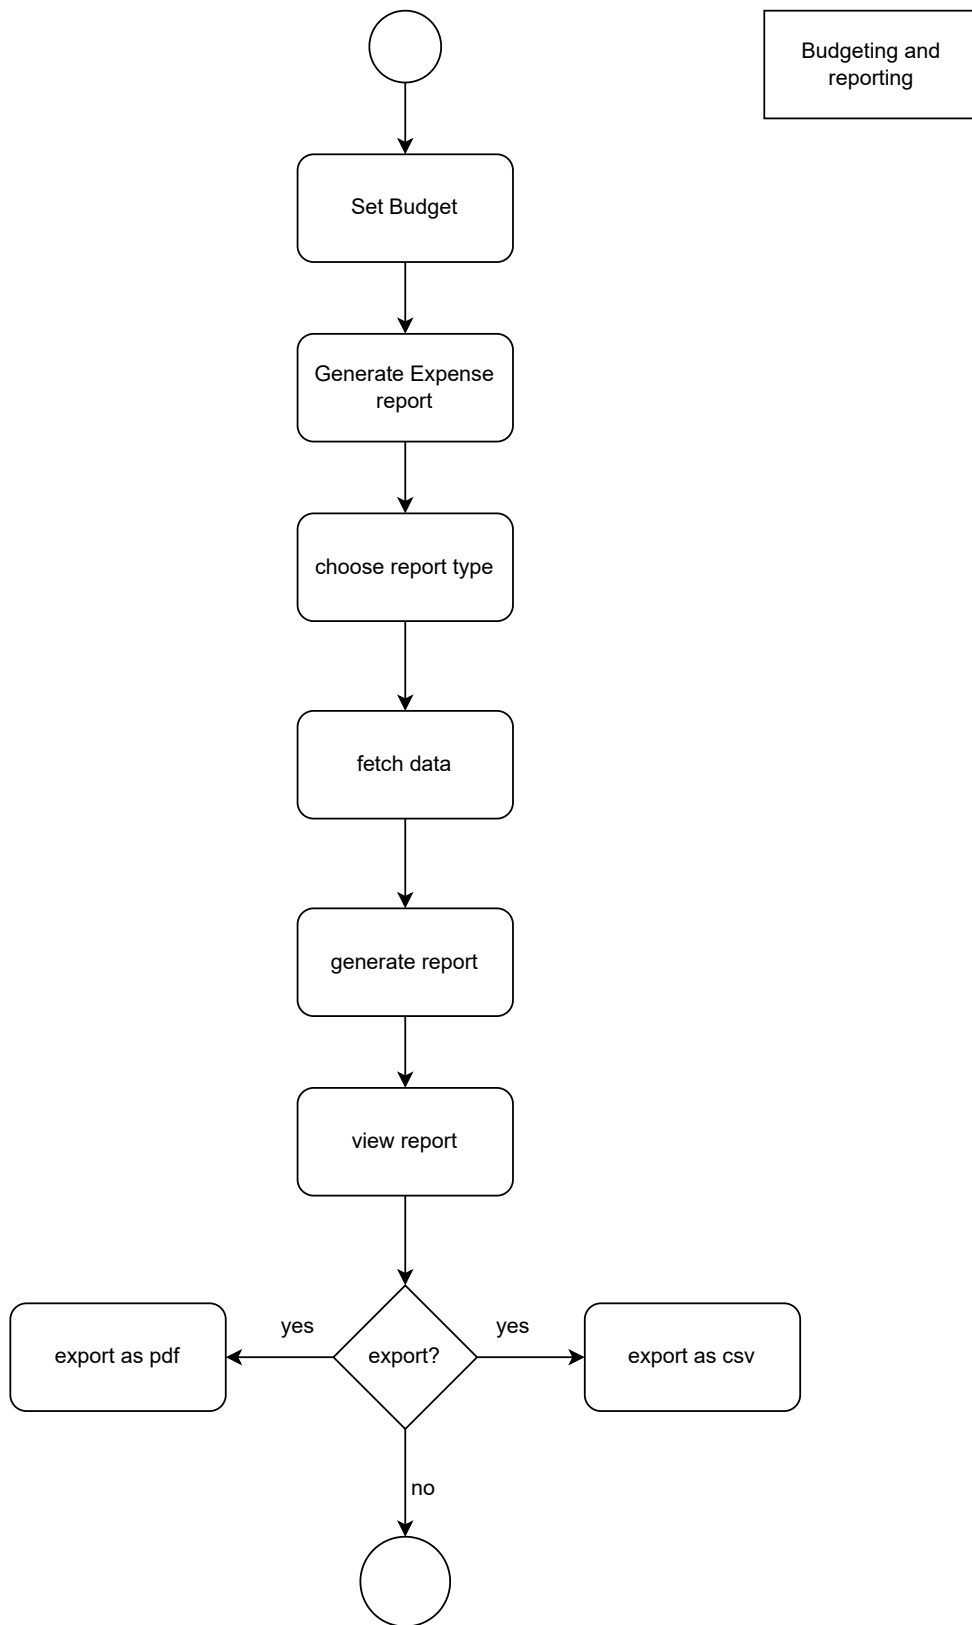 Budgeting and
reporting
Set Budget
Generate Expense
report
choose report type
fetch data
generate report
view report
export?
yes
yes
export as pdf
export as csv
no